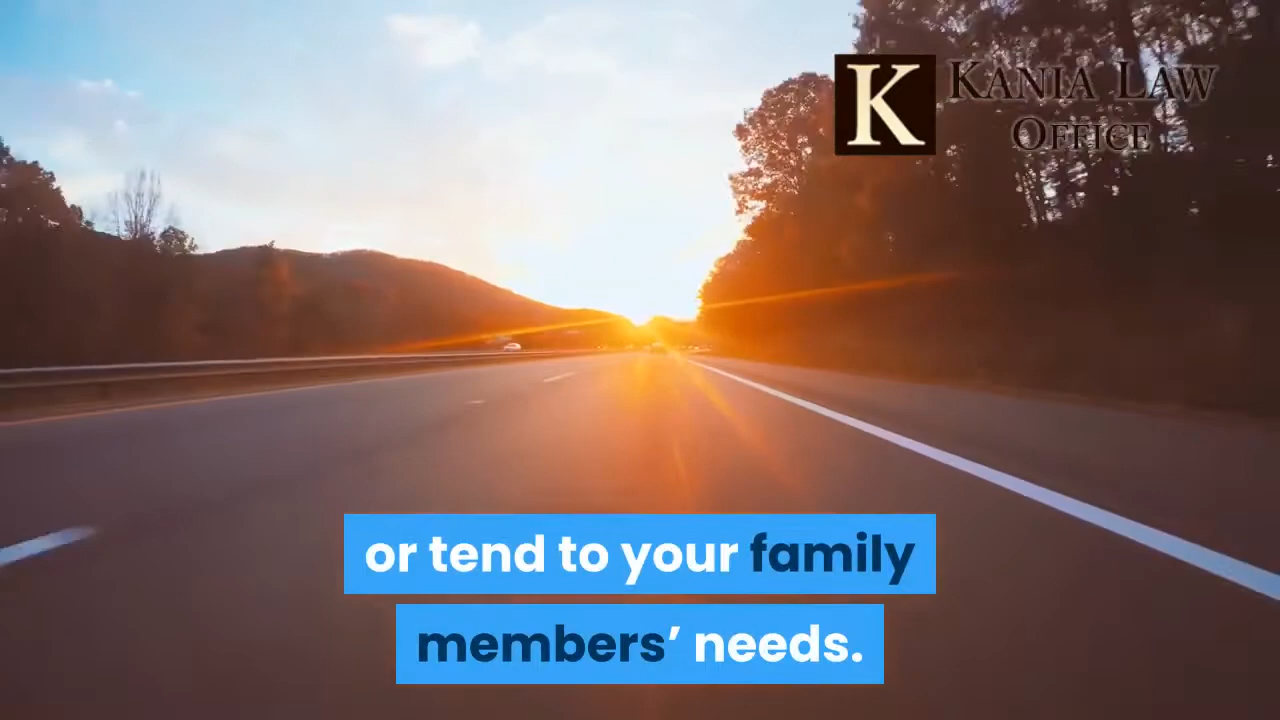 K
KANIA LAW
OFFICE
or tend to your family
members’ needs.